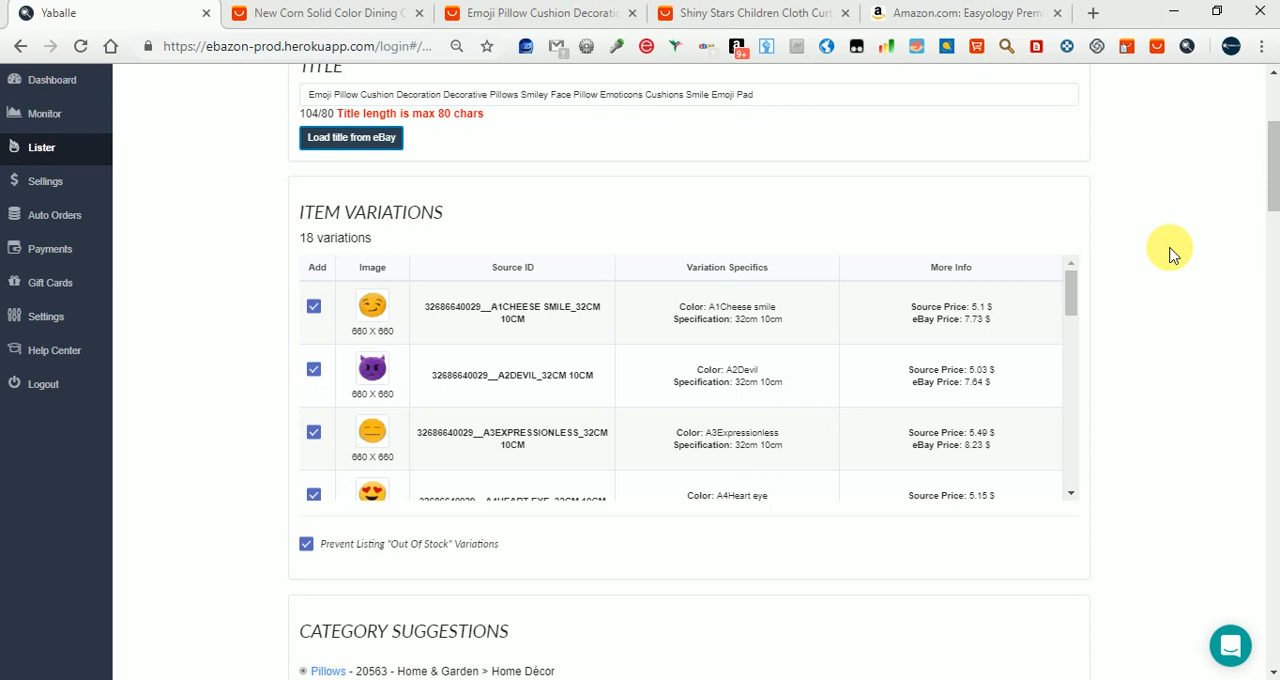 Yaballe
New Corn Solid Color Dining C
Emoji Pillow Cushion Decoratio
Shiny Stars Children Cloth Curt
Amazon.com: Easyology Prem
https://ebazon-prod.herokuapp.com/login#/...
9+
Dashboard
Monitor
Lister
Sellings
Auto Orders
Payments
Gift Cards
Settings
Help Center
Logout
TITLE
Emoji Pillow Cushion Decoration Decorative Pillows Smiley Face Pillow Emoticons Cushions Smile Emoji Pad
104/80 Title length is max 80 chars
Load title from eBay
ITEM VARIATIONS
18 variations
Add Image Source ID Variation Specifics More Info
660 X 660
32686640029__A1CHEESE SMILE_32CM
10CM
Color: A1Cheese smile
Specification: 32cm 10cm
Source Price: 5.1 $
eBay Price: 7.73 $
660 X 660
32686640029__A2DEVIL_32CM 10CM
Color: A2Devil
Specification: 32cm 10cm
Source Price: 5.03 $
eBay Price: 7.64 $
660 X 660
32686640029__A3EXPRESSIONLESS_32CM
10CM
Color: A3Expressionless
Specification: 32cm 10cm
Source Price: 5.49 $
eBay Price: 8.23 $
32686640029__A4HEART EYE_32CM 10CM
Color: A4Heart eye
Source Price: 5.15 $
Prevent Listing "Out Of Stock" Variations
CATEGORY SUGGESTIONS
Pillows - 20563 - Home & Garden > Home Décor